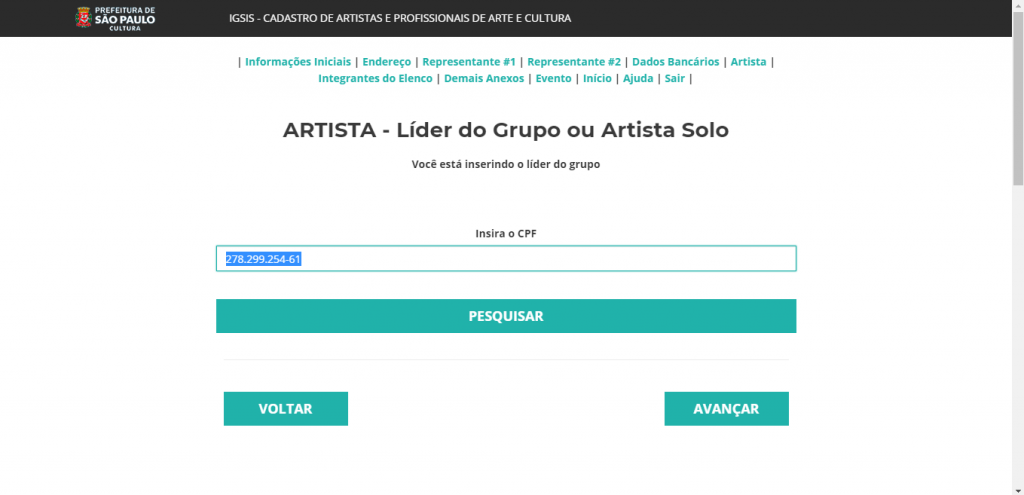 PREFEITURA DE
SÃO PAULO
CULTURA
IGSIS - CADASTRO DE ARTISTAS E PROFISSIONAIS DE ARTE E CULTURA
| Informações Iniciais | Endereço | Representante #1 | Representante #2 | Dados Bancários | Artista |
Integrantes do Elenco | Demais Anexos | Evento | Início | Ajuda | Sair |
ARTISTA - Líder do Grupo ou Artista Solo
Você está inserindo o líder do grupo
Insira o CPF
278.299.254-61
PESQUISAR
VOLTAR
AVANÇAR